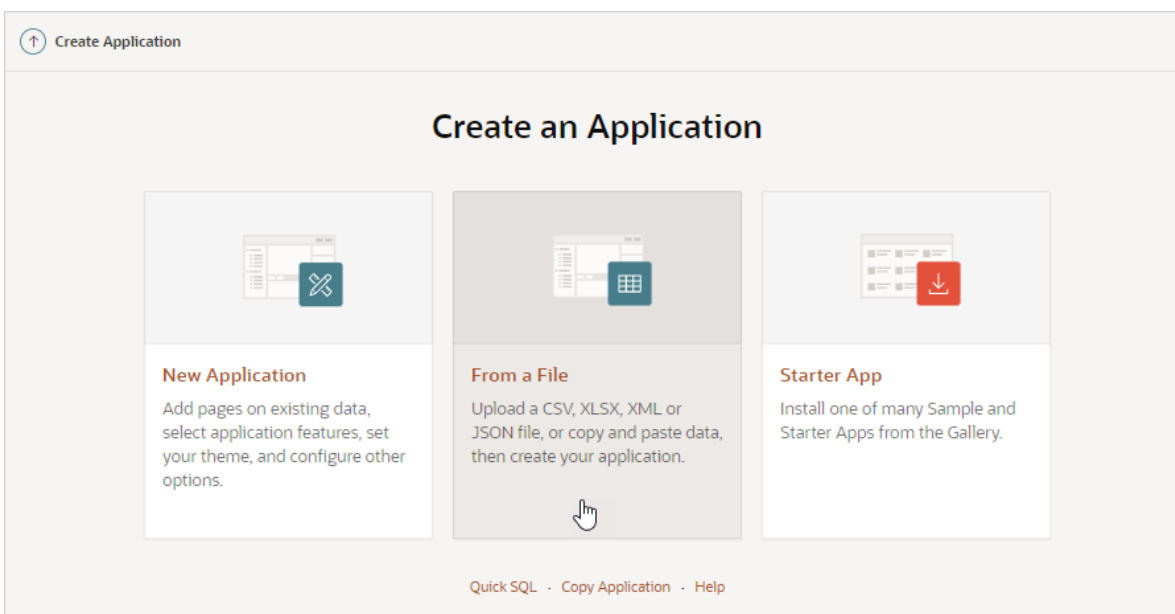 Create Application
Create an Application
New Application
Add pages on existing data,
select application features, set
your theme, and configure other
options.
From a File
Upload a CSV, XLSX, XML or
JSON file, or copy and paste data,
then create your application.
Starter App
Install one of many Sample and
Starter Apps from the Gallery.
Quick SQL · Copy Application · Help